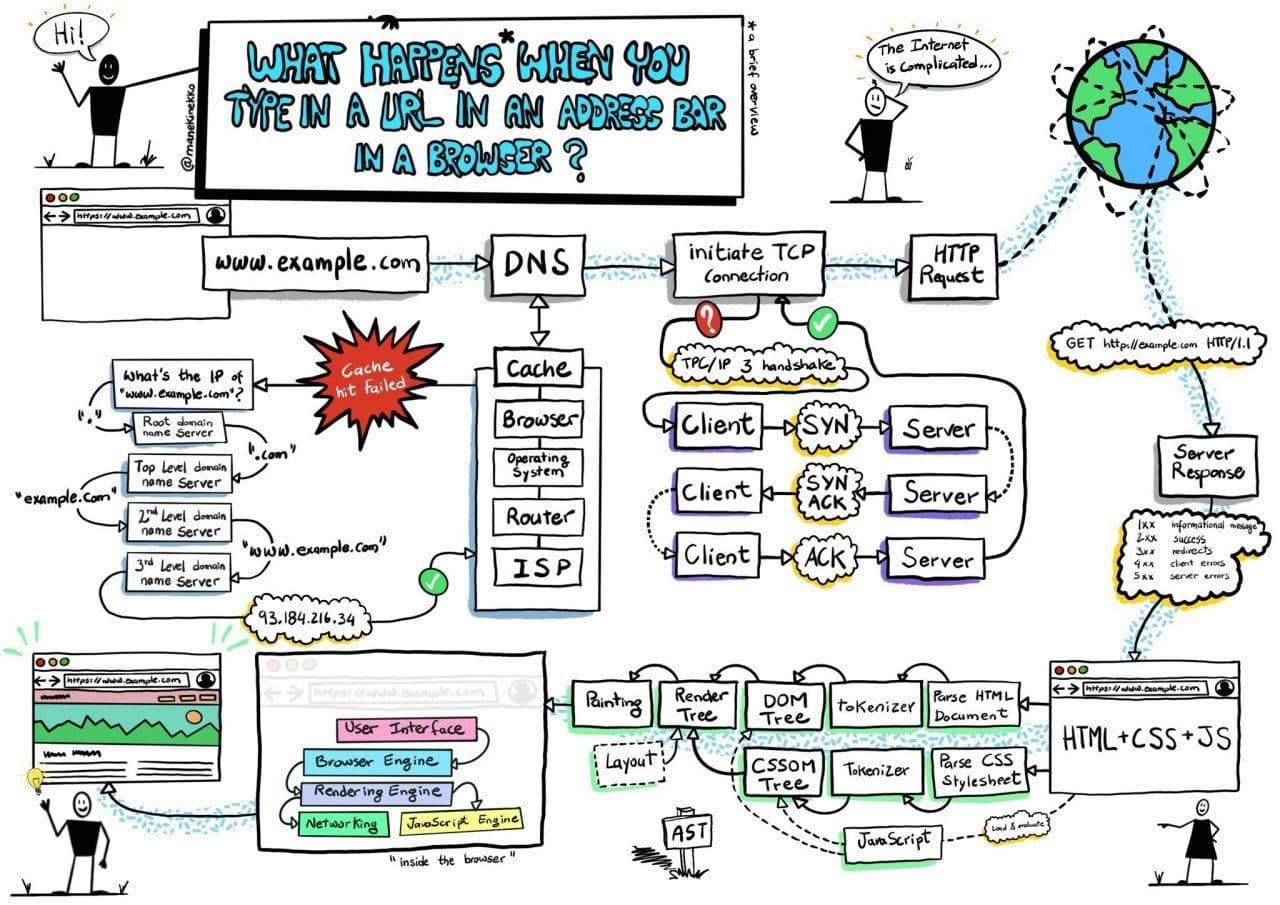 Hi!
WHAT HAPPENS* WHEN YOU
TYPE IN A URL IN AN ADDRESS BAR
IN A BROWSER ?
* a brief overview
@manekinekko
The Internet
is complicated...
https://www.example.com
www.example.com
DNS
initiate TCP
Connection
HTTP
Request
Cache
hit Failed
Cache
Browser
Operating
System
Router
ISP
What's the IP of
"www.example.com"?
"."
Root domain
name Server
".com"
Top Level domain
name Server
"example.com"
2nd Level domain
name Server
"www.example.com"
3rd Level domain
name Server
93.184.216.34
?
TPC/IP 3 handshake
Client
SYN
Server
Client
SYN
ACK
Server
Client
ACK
Server
GET https://example.com HTTP/1.1
Server
Response
1xx informational message
2xx success
3xx redirects
4xx client errors
5xx server errors
https://www.example.com
HTML+CSS+JS
Parse HTML
Document
tokenizer
DOM
Tree
Render
Tree
Painting
Layout
Parse CSS
Stylesheet
Tokenizer
CSSOM
Tree
JavaScript
Load & evaluate
AST
https://www.example.com
User Interface
Browser Engine
Rendering Engine
Networking
JavaScript Engine
"inside the browser"
https://www.example.com